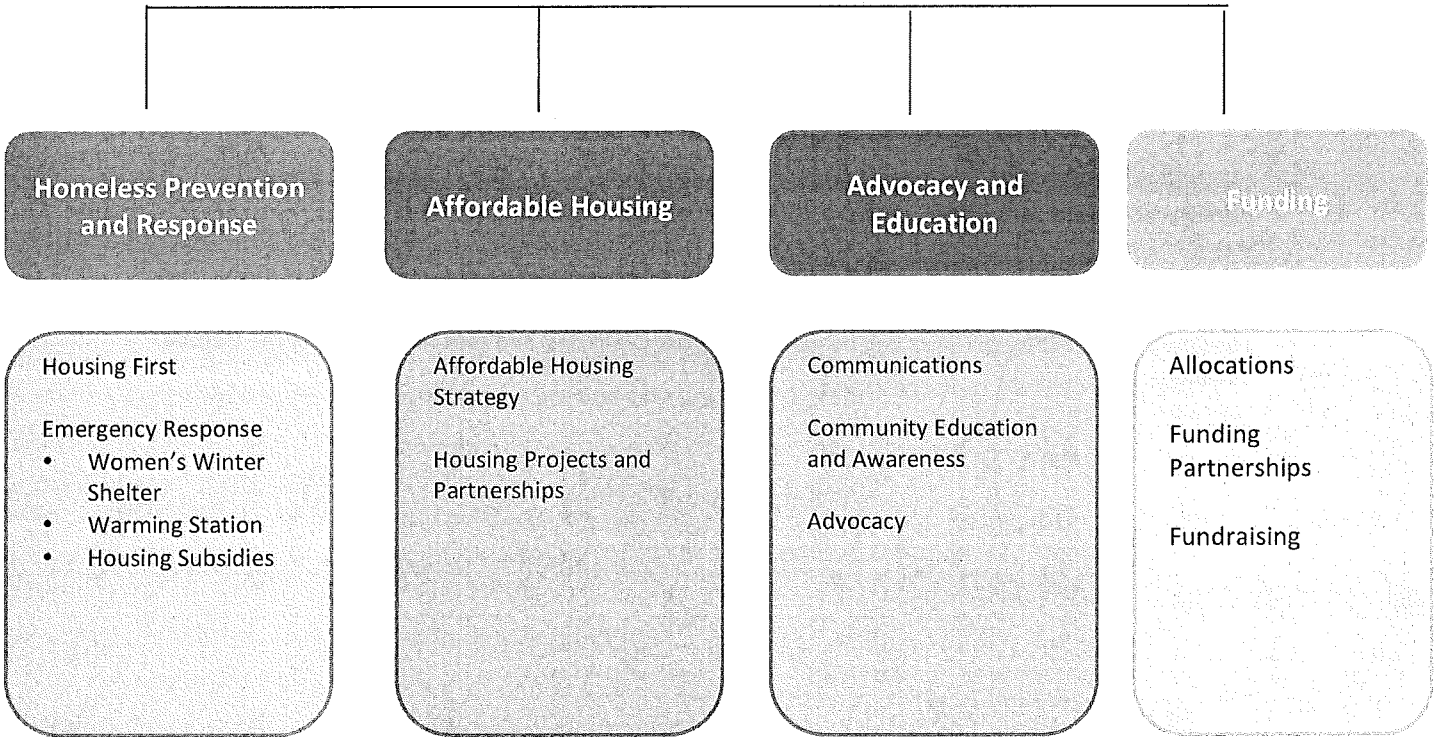 Homeless Prevention
and Response
Affordable Housing
Advocacy and
Education
Funding
Housing First
Emergency Response
• Women's Winter
Shelter
• Warming Station
• Housing Subsidies
Affordable Housing
Strategy
Housing Projects and
Partnerships
Communications
Community Education
and Awareness
Advocacy
Allocations
Funding
Partnerships
Fundraising